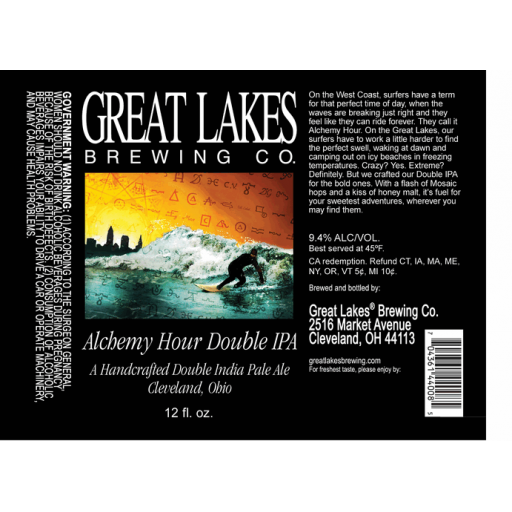 GOVERNMENT WARNING: (1) ACCORDING TO THE SURGEON GENERAL,
WOMEN SHOULD NOT DRINK ALCOHOLIC BEVERAGES DURING PREGNANCY
BECAUSE OF THE RISK OF BIRTH DEFECTS. (2) CONSUMPTION OF ALCOHOLIC
BEVERAGES IMPAIRS YOUR ABILITY TO DRIVE A CAR OR OPERATE MACHINERY,
AND MAY CAUSE HEALTH PROBLEMS.
GREAT LAKES
BREWING CO.
Alchemy Hour Double IPA
A Handcrafted Double India Pale Ale
Cleveland, Ohio
12 fl. oz.
On the West Coast, surfers have a term
for that perfect time of day, when the
waves are breaking just right and they
feel like they can ride forever. They call it
Alchemy Hour. On the Great Lakes, our
surfers have to work a little harder to find
the perfect swell, waking at dawn and
camping out on icy beaches in freezing
temperatures. Crazy? Yes. Extreme?
Definitely. But we crafted our Double IPA
for the bold ones. With a flash of Mosaic
hops and a kiss of honey malt, it's fuel for
your sweetest adventures, wherever you
may find them.
9.4% ALC/VOL.
Best served at 45ºF.
CA redemption. Refund CT, IA, MA, ME,
NY, OR, VT 5¢, MI 10¢.
Brewed and bottled by:
Great Lakes® Brewing Co.
2516 Market Avenue
Cleveland, OH 44113
greatlakesbrewing.com
For freshest taste, please enjoy by:
7 04361 44008 5